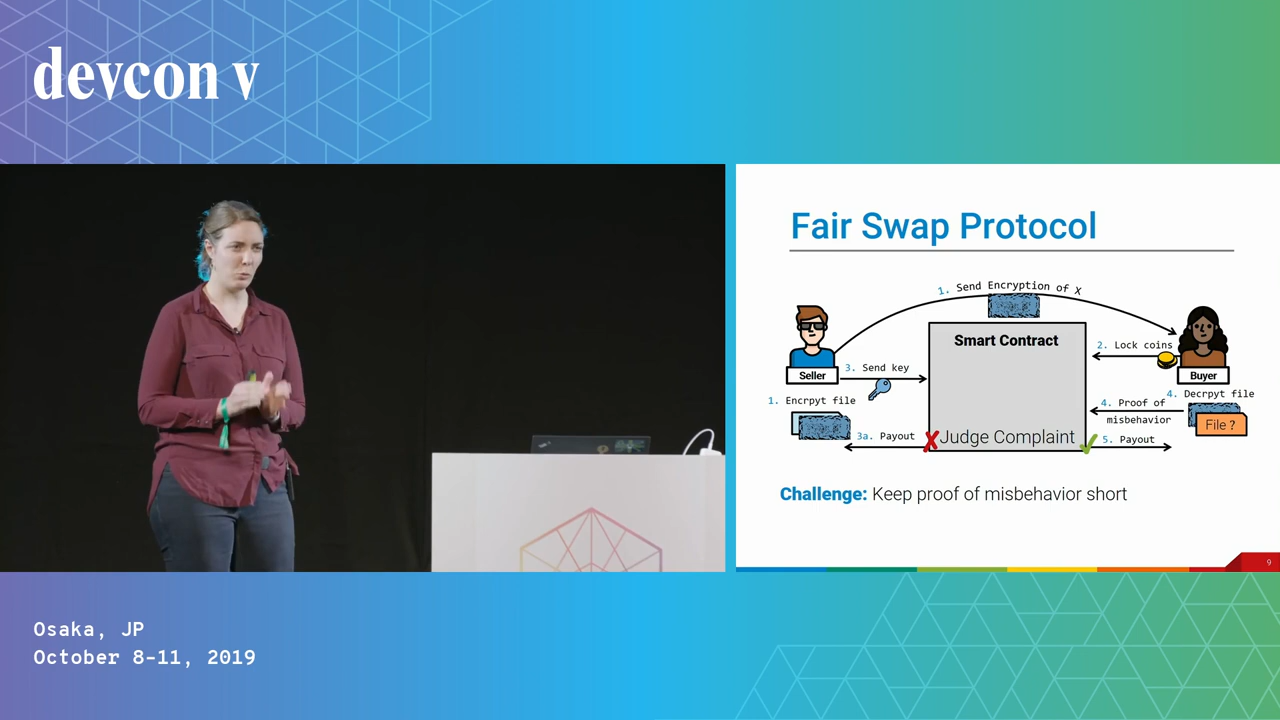 devcon v
Fair Swap Protocol
1. Send Encryption of X
Smart Contract
2. Lock coins
Seller
3. Send key
Buyer
1. Encrpyt file
4. Proof of
misbehavior
4. Decrpyt file
File ?
3a. Payout
Judge Complaint
5. Payout
Challenge: Keep proof of misbehavior short
9
Osaka, JP
October 8-11, 2019